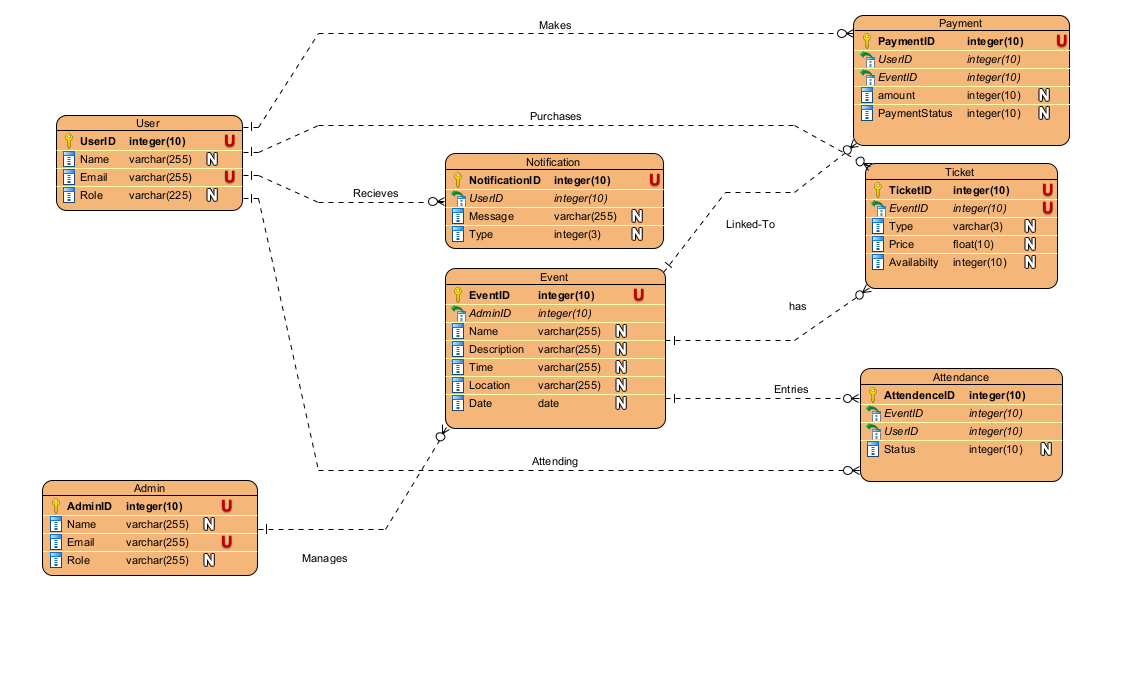 Makes
Payment
PaymentID integer(10) U
UserID integer(10)
EventID integer(10)
amount integer(10) N
PaymentStatus integer(10) N
User
UserID integer(10) U
Name varchar(255) N
Email varchar(255) U
Role varchar(225) N
Purchases
Recieves
Notification
NotificationID integer(10) U
UserID integer(10)
Message varchar(255) N
Type integer(3) N
Ticket
TicketID integer(10) U
EventID integer(10) U
Type varchar(3) N
Price float(10) N
Availabilty integer(10) N
Linked-To
Event
EventID integer(10) U
AdminID integer(10)
Name varchar(255) N
Description varchar(255) N
Time varchar(255) N
Location varchar(255) N
Date date N
has
Entries
Attendance
AttendenceID integer(10)
EventID integer(10)
UserID integer(10)
Status integer(10) N
Attending
Admin
AdminID integer(10) U
Name varchar(255) N
Email varchar(255) U
Role varchar(255) N
Manages